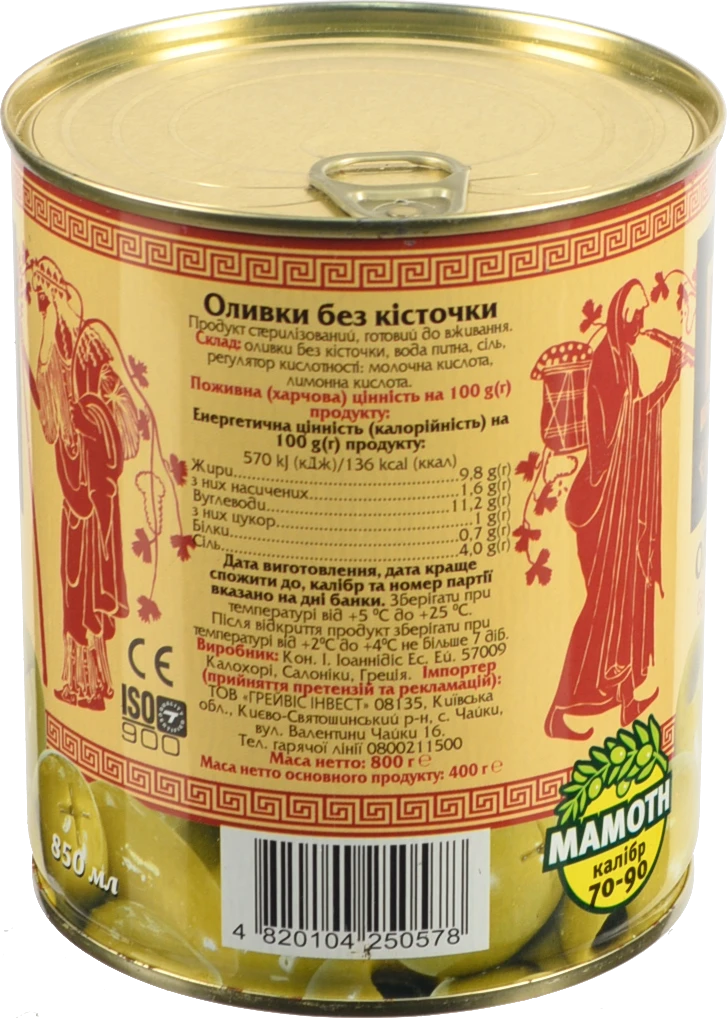 Оливки без кісточки
Продукт стерилізований, готовий до вживання.
Склад: оливки без кісточки, вода питна, сіль,
регулятор кислотності: молочна кислота,
лимонна кислота.
Поживна (харчова) цінність на 100 g(г)
продукту:
Енергетична цінність (калорійність) на
100 g(г) продукту:
570 kJ (кДж)/136 kcal (ккал)
Жири 9,8 g(г)
з них насичених 1,6 g(г)
Вуглеводи 11,2 g(г)
з них цукор 1 g(г)
Білки 0,7 g(г)
Сіль 4,0 g(г)
Дата виготовлення, дата краще
спожити до, калібр та номер партії
вказано на дні банки. Зберігати при
температурі від +5 ºС до +25 ºС.
Після відкриття продукт зберігати при
температурі від +2ºС до +4ºС не більше 7 діб.
Виробник: Кон. І. Іоаннідіс Ес. Ей. 57009
Калохорі, Салоніки, Греція. Імпортер
(прийняття претензій та рекламацій):
ТОВ «ГРЕЙВІС ІНВЕСТ» 08135, Київська
обл., Києво-Святошинський р-н, с. Чайки,
вул. Валентини Чайки 16.
Тел. гарячої лінії 0800211500
Маса нетто: 800 г ℮
Маса нетто основного продукту: 400 г ℮
CE
ISO
900
850 мл
MAMOTH
калібр
70-90
4 820104 250578